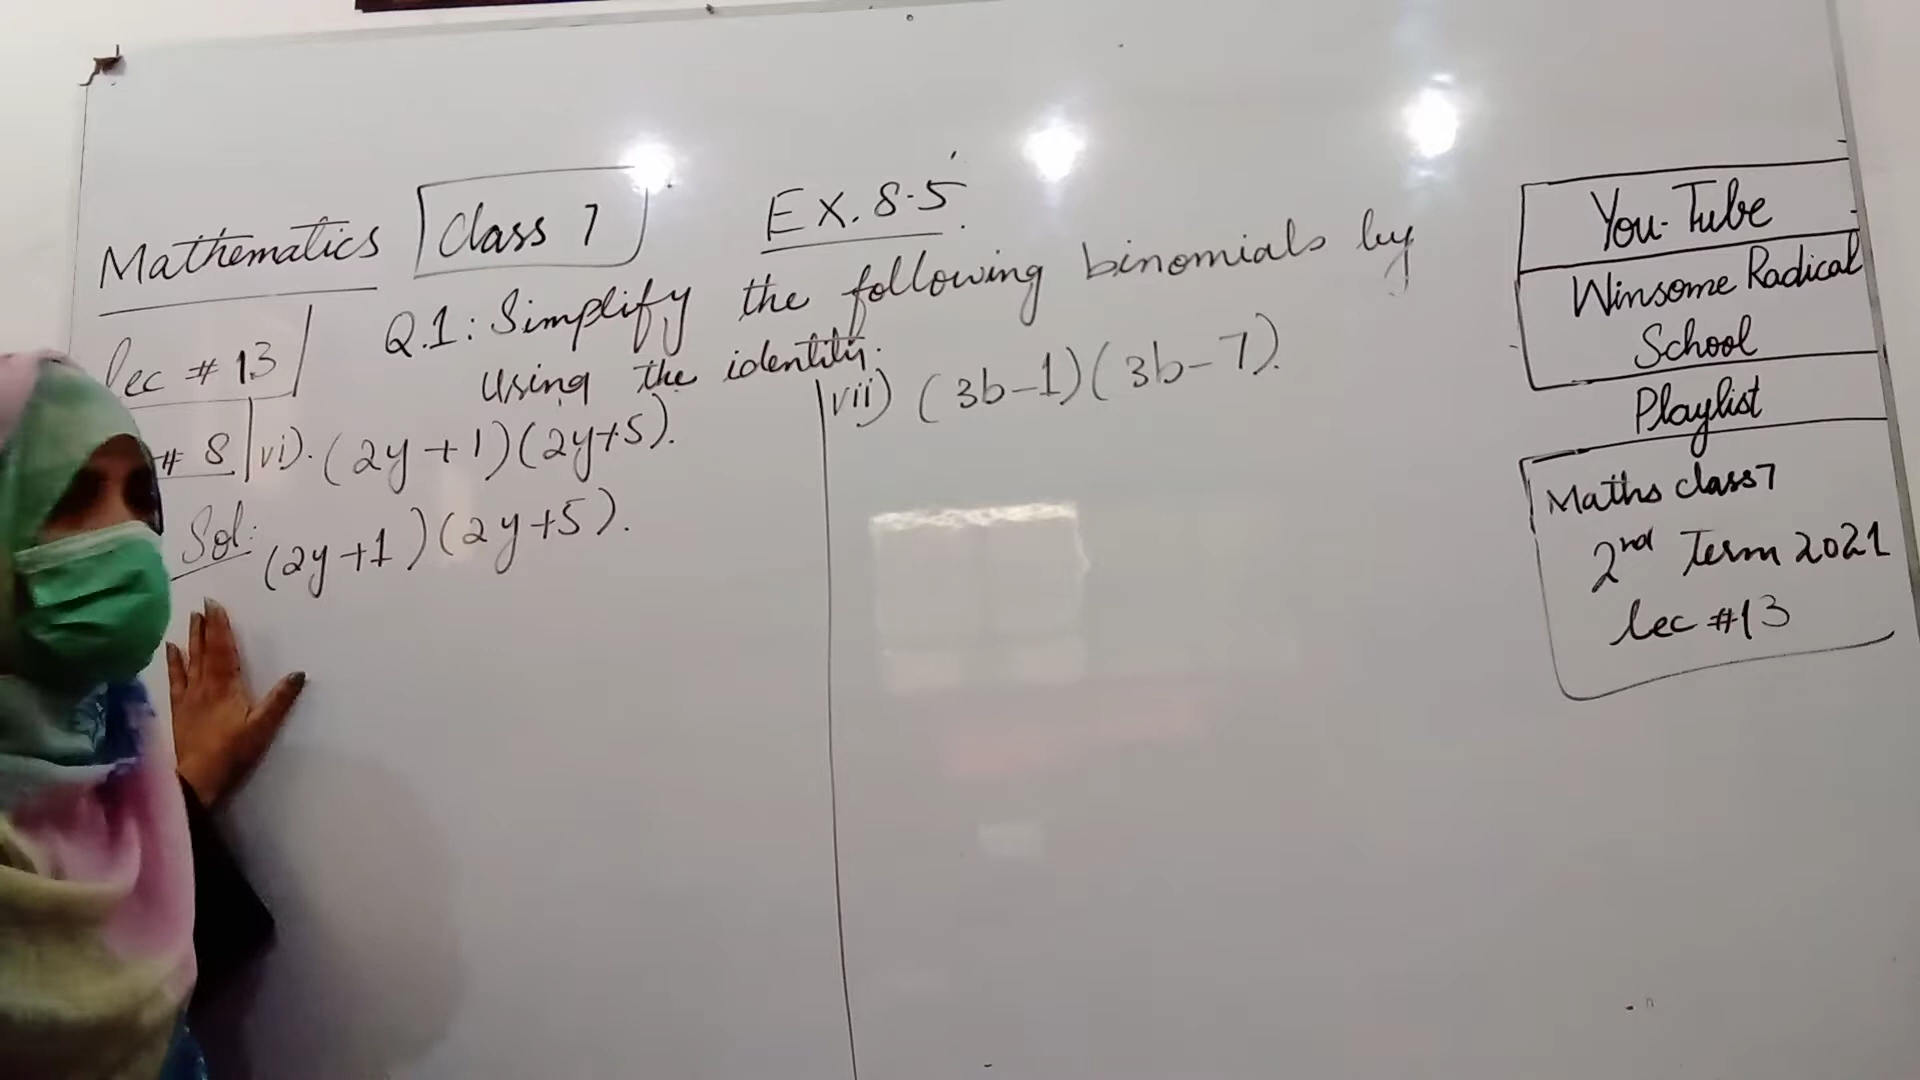 Mathematics
Class 7
EX. 8.5
Q.1: Simplify the following binomials by
using the identity.
lec # 13
# 8
vi). (2y+1)(2y+5).
Sol: (2y+1)(2y+5).
vii) (3b-1)(3b-7).
You-Tube
Winsome Radical
School
Playlist
Maths class 7
2nd Term 2021
lec #13